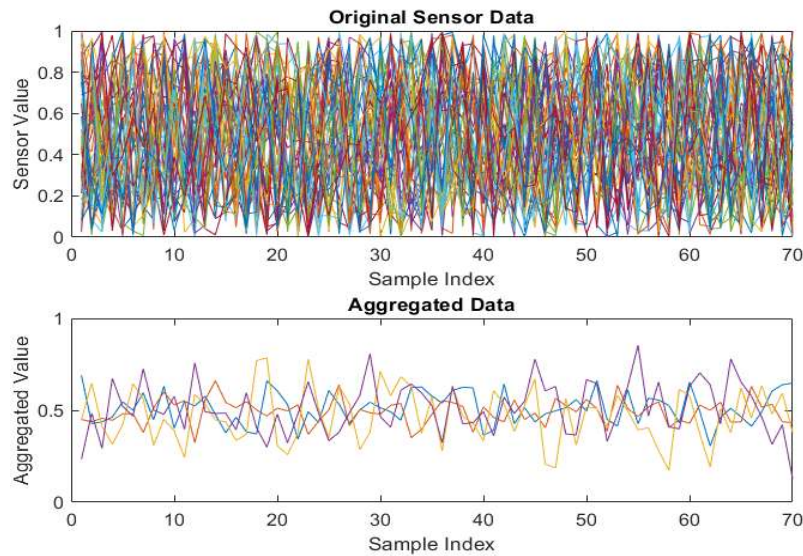 Original Sensor Data
1
0.8
0.6
0.4
0.2
0
Sensor Value
0 10 20 30 40 50 60 70
Sample Index
Aggregated Data
1
0.5
0
Aggregated Value
0 10 20 30 40 50 60 70
Sample Index